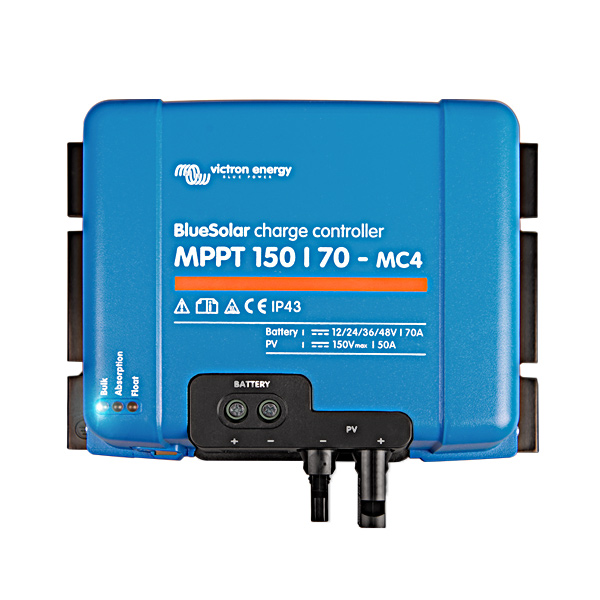 victron energy
BLUE POWER
BlueSolar charge controller
MPPT 150 | 70 - MC4
CE IP43
Battery 12/24/36/48V | 70A
PV 150Vmax | 50A
Bulk
Absorption
Float
BATTERY
+ − − PV +